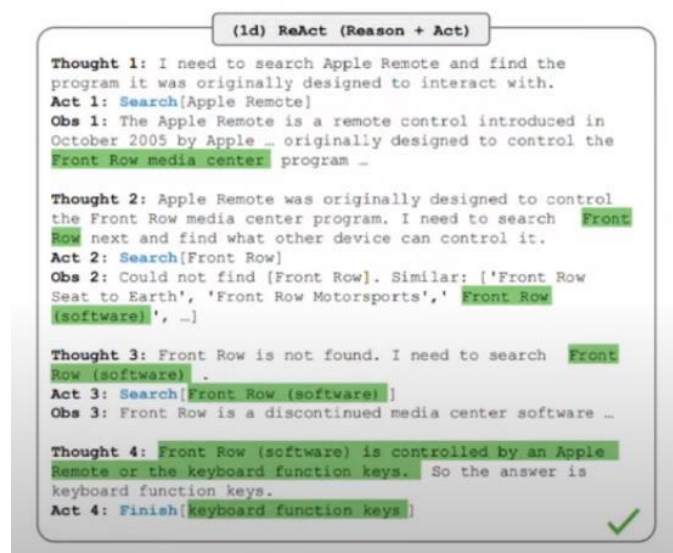 (1d) ReAct (Reason + Act)
Thought 1: I need to search Apple Remote and find the
program it was originally designed to interact with.
Act 1: Search[Apple Remote]
Obs 1: The Apple Remote is a remote control introduced in
October 2005 by Apple … originally designed to control the
Front Row media center program …
Thought 2: Apple Remote was originally designed to control
the Front Row media center program. I need to search Front
Row next and find what other device can control it.
Act 2: Search[Front Row]
Obs 2: Could not find [Front Row]. Similar: ['Front Row
Seat to Earth', 'Front Row Motorsports',' Front Row
(software)', …]
Thought 3: Front Row is not found. I need to search Front
Row (software) .
Act 3: Search[Front Row (software) ]
Obs 3: Front Row is a discontinued media center software …
Thought 4: Front Row (software) is controlled by an Apple
Remote or the keyboard function keys. So the answer is
keyboard function keys.
Act 4: Finish[keyboard function keys ]